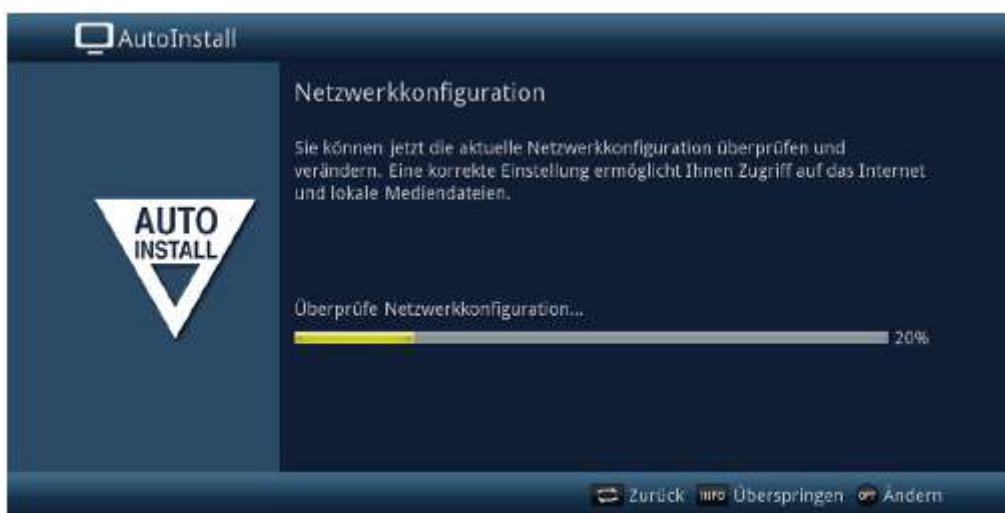 AutoInstall
Netzwerkkonfiguration
Sie können jetzt die aktuelle Netzwerkkonfiguration überprüfen und
verändern. Eine korrekte Einstellung ermöglicht Ihnen Zugriff auf das Internet
und lokale Mediendateien.
AUTO
INSTALL
Überprüfe Netzwerkkonfiguration...
20%
Zurück INFO Überspringen OPT Ändern